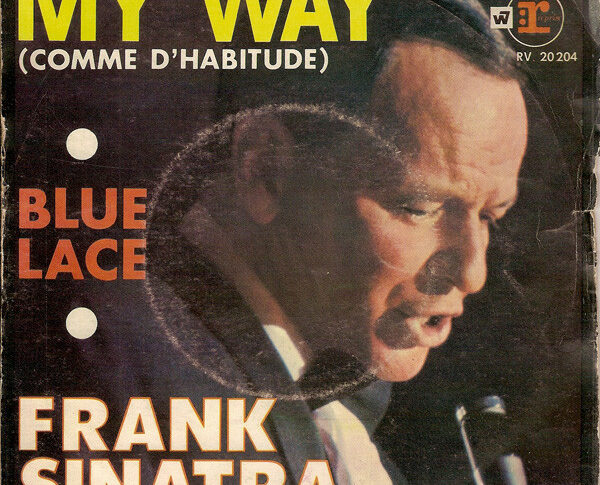 MY WAY
(COMME D'HABITUDE)
W
r
RV. 20204
BLUE
LACE
FRANK
SINATRA